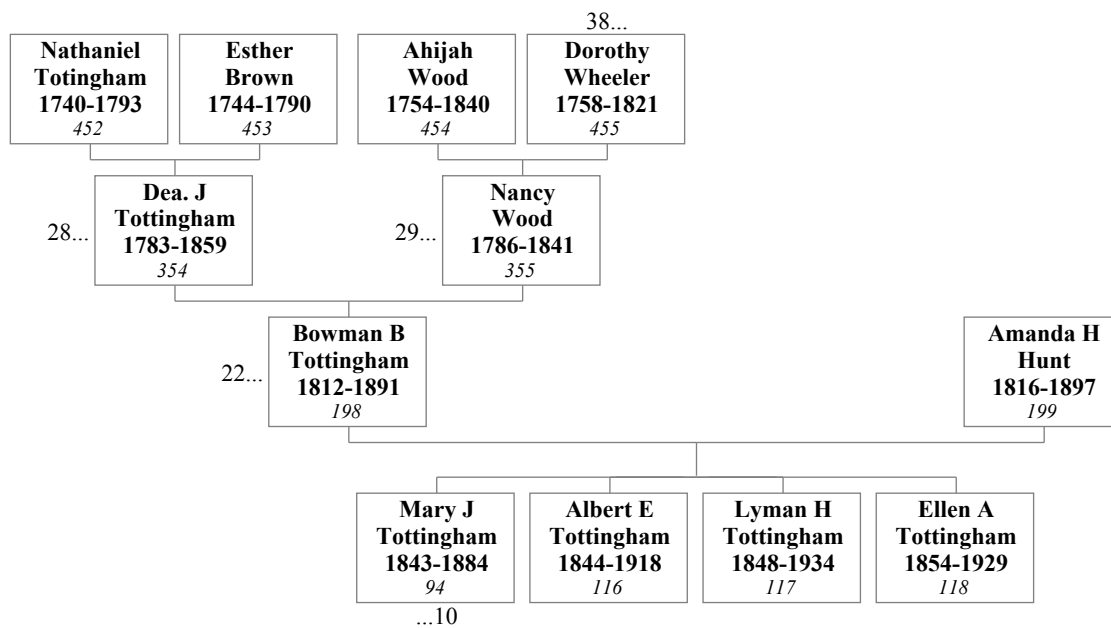 38...
Nathaniel
Totingham
1740-1793
452
Esther
Brown
1744-1790
453
Ahijah
Wood
1754-1840
454
Dorothy
Wheeler
1758-1821
455
28...
Dea. J
Tottingham
1783-1859
354
29...
Nancy
Wood
1786-1841
355
22...
Bowman B
Tottingham
1812-1891
198
Amanda H
Hunt
1816-1897
199
Mary J
Tottingham
1843-1884
94
...10
Albert E
Tottingham
1844-1918
116
Lyman H
Tottingham
1848-1934
117
Ellen A
Tottingham
1854-1929
118